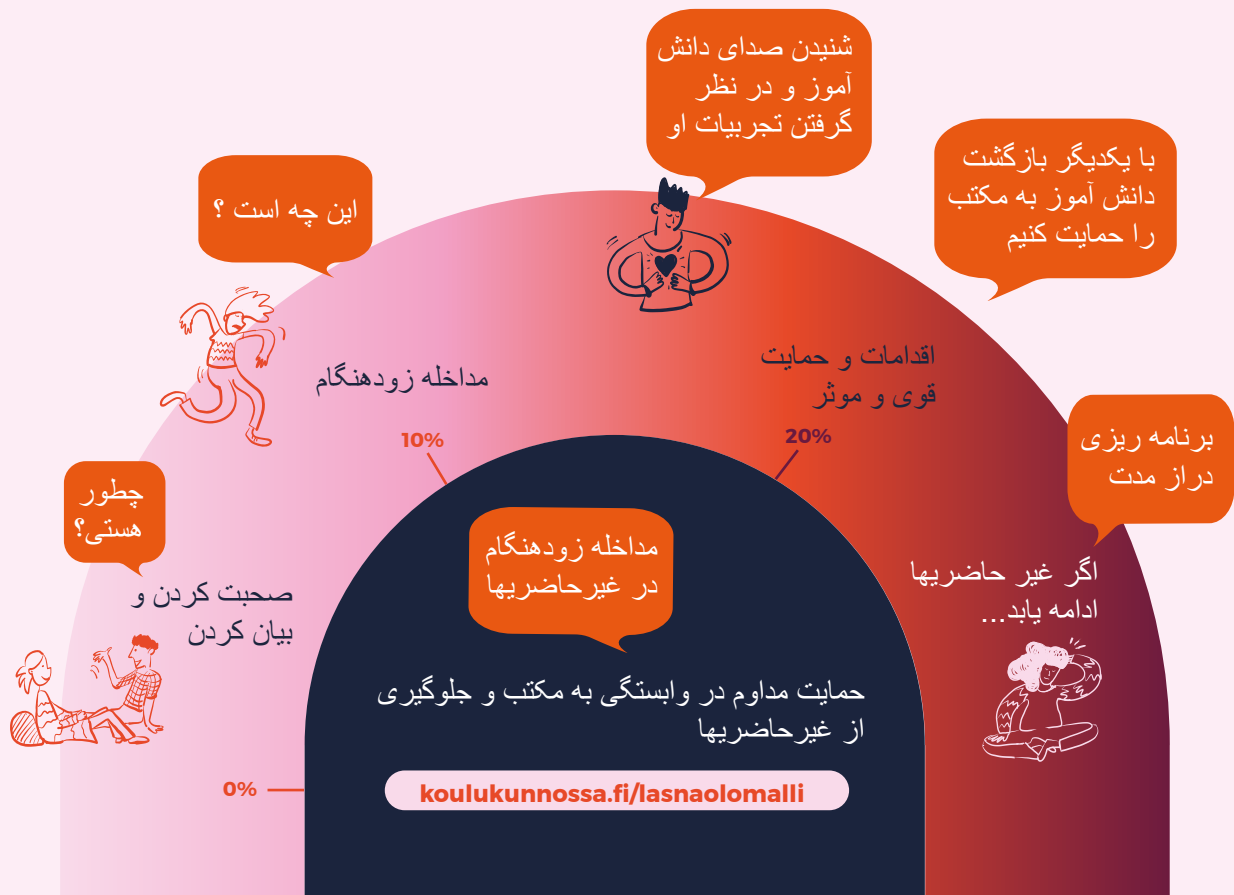 شنیدن صدای دانش
آموز و در نظر
گرفتن تجربیات او
با یکدیگر بازگشت
دانش آموز به مکتب
را حمایت کنیم
این چه است ؟
اقدامات و حمایت
قوی و موثر
مداخله زودهنگام
10%
20%
برنامه ریزی
دراز مدت
چطور
هستی؟
مداخله زودهنگام
در غیرحاضریها
اگر غیر حاضریها
ادامه یابد...
صحبت کردن و
بیان کردن
حمایت مداوم در وابستگی به مکتب و جلوگیری
از غیرحاضریها
0%
koulukunnossa.fi/lasnaolomalli